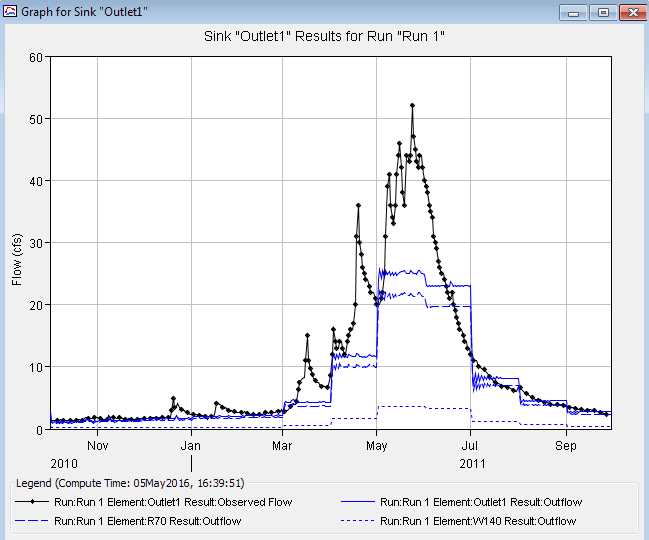 Graph for Sink "Outlet1"
Sink "Outlet1" Results for Run "Run 1"
60
50
40
30
20
10
0
Flow (cfs)
Nov Jan Mar May Jul Sep
2010 2011
Legend (Compute Time: 05May2016, 16:39:51)
Run:Run 1 Element:Outlet1 Result:Observed Flow Run:Run 1 Element:Outlet1 Result:Outflow
Run:Run 1 Element:R70 Result:Outflow Run:Run 1 Element:W140 Result:Outflow